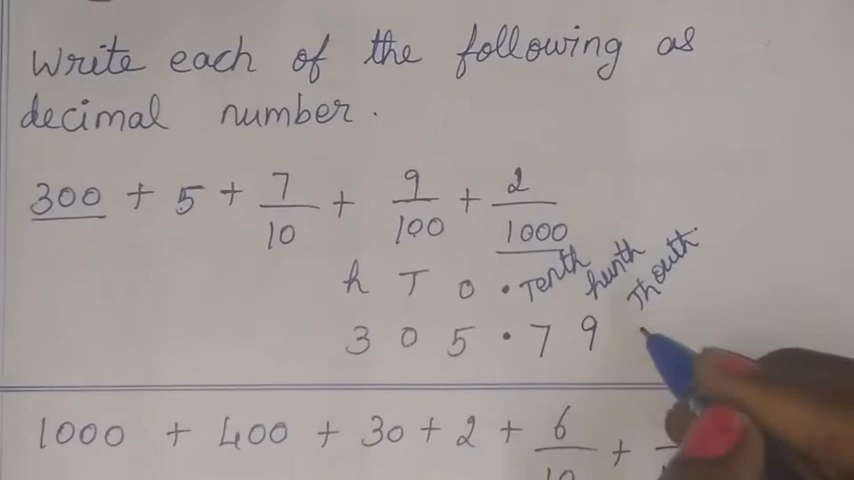 Write each of the following as
decimal number.
300 + 5 + 7/10 + 9/100 + 2/1000
h T O . Tenth hunth Thouth
3 0 5 . 7 9
1000 + 400 + 30 + 2 + 6/10 +